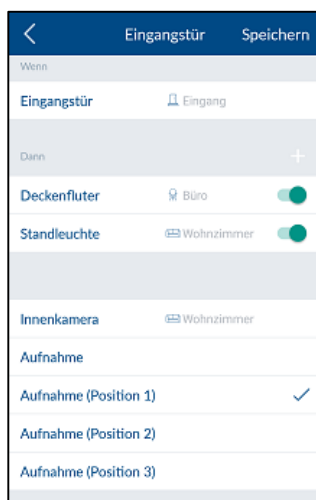 Eingangstür Speichern
Wenn
Eingangstür Eingang
Dann
Deckenfluter Büro
Standleuchte Wohnzimmer
Innenkamera Wohnzimmer
Aufnahme
Aufnahme (Position 1)
Aufnahme (Position 2)
Aufnahme (Position 3)